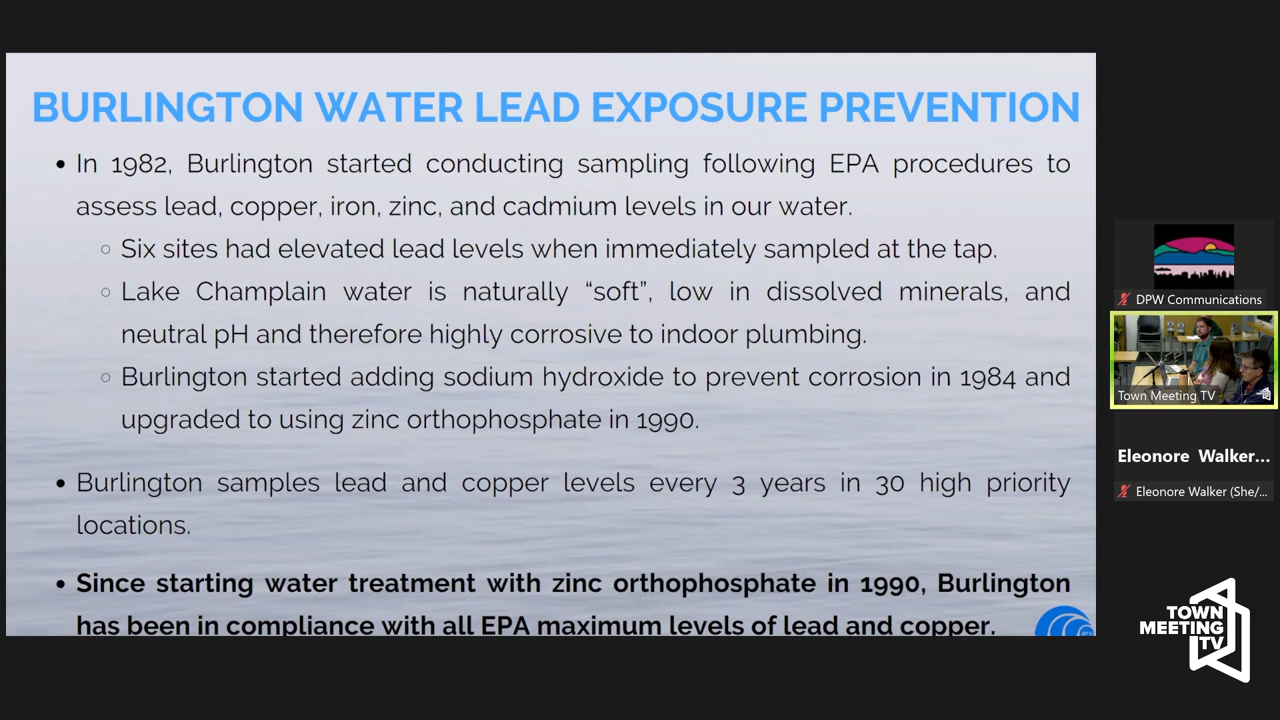 BURLINGTON WATER LEAD EXPOSURE PREVENTION
• In 1982, Burlington started conducting sampling following EPA procedures to
assess lead, copper, iron, zinc, and cadmium levels in our water.
○ Six sites had elevated lead levels when immediately sampled at the tap.
○ Lake Champlain water is naturally “soft”, low in dissolved minerals, and
neutral pH and therefore highly corrosive to indoor plumbing.
○ Burlington started adding sodium hydroxide to prevent corrosion in 1984 and
upgraded to using zinc orthophosphate in 1990.
• Burlington samples lead and copper levels every 3 years in 30 high priority
locations.
• Since starting water treatment with zinc orthophosphate in 1990, Burlington
has been in compliance with all EPA maximum levels of lead and copper.
DPW Communications
Town Meeting TV
Eleonore Walker...
Eleonore Walker (She/...
TOWN
MEETING
TV